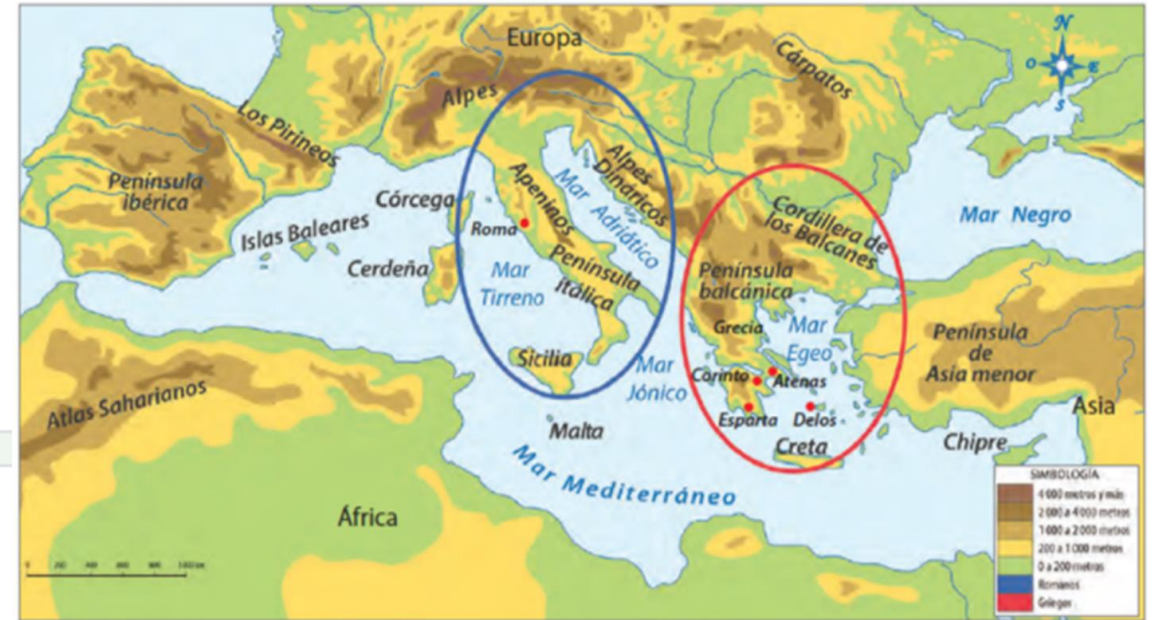 Europa
N
O
E
S
Cárpatos
Alpes
Los Pirineos
Península
ibérica
Córcega
Roma
Apeninos
Alpes
Dináricos
Mar Adriático
Cordillera de
los Balcanes
Mar Negro
Islas Baleares
Cerdeña
Mar
Tirreno
Península
itálica
Península
balcánica
Grecia
Mar
Egeo
Península
de
Asia menor
Sicilia
Mar
Jónico
Corinto
Atenas
Esparta
Delos
Creta
Asia
Atlas Saharianos
Malta
Chipre
Mar Mediterráneo
África
SIMBOLOGÍA
4 000 metros y más
2 000 a 4 000 metros
1 000 a 2 000 metros
200 a 1 000 metros
0 a 200 metros
Romanos
Griegos